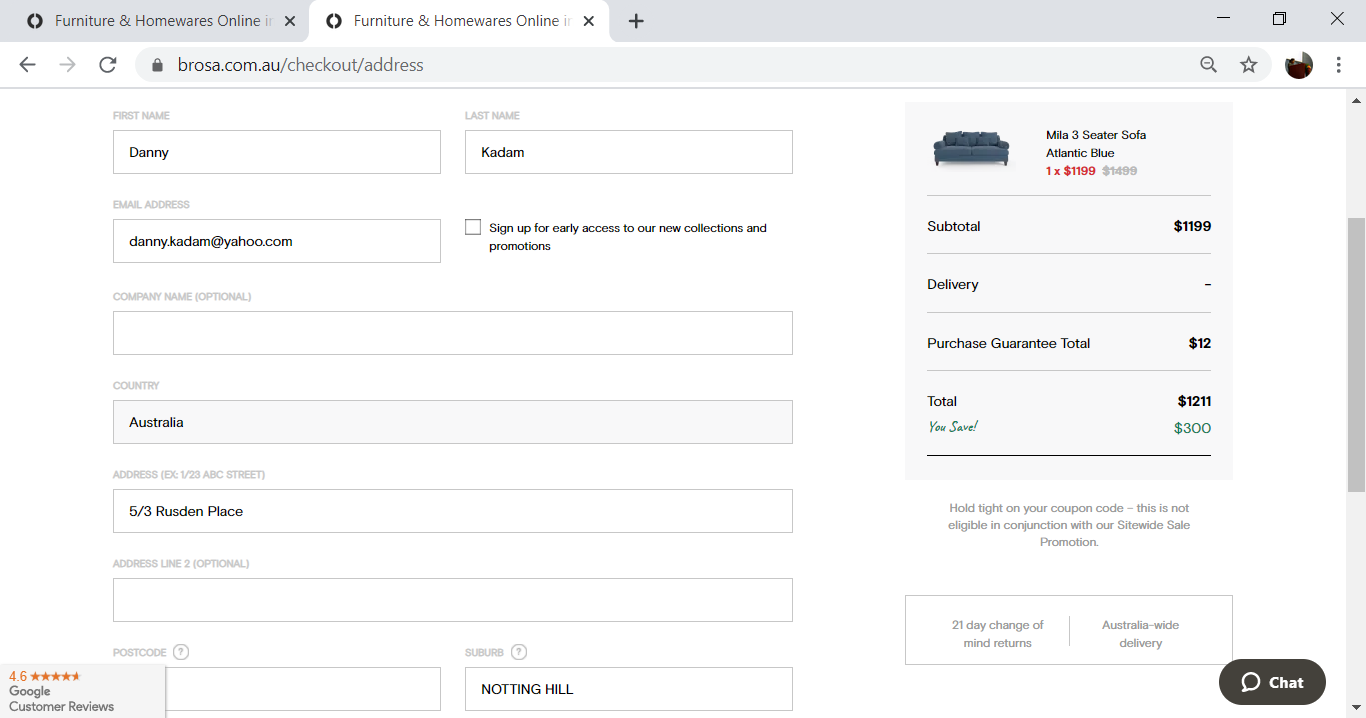 Furniture & Homewares Online in
Furniture & Homewares Online in
brosa.com.au/checkout/address
FIRST NAME
LAST NAME
Danny
Kadam
EMAIL ADDRESS
danny.kadam@yahoo.com
Sign up for early access to our new collections and
promotions
COMPANY NAME (OPTIONAL)
COUNTRY
Australia
ADDRESS (EX: 1/23 ABC STREET)
5/3 Rusden Place
ADDRESS LINE 2 (OPTIONAL)
POSTCODE ?
SUBURB ?
NOTTING HILL
4.6 ★★★★★
Google
Customer Reviews
Mila 3 Seater Sofa
Atlantic Blue
1 x $1199 $1499
Subtotal $1199
Delivery –
Purchase Guarantee Total $12
Total $1211
You Save! $300
Hold tight on your coupon code – this is not
eligible in conjunction with our Sitewide Sale
Promotion.
21 day change of
mind returns
Australia-wide
delivery
Chat